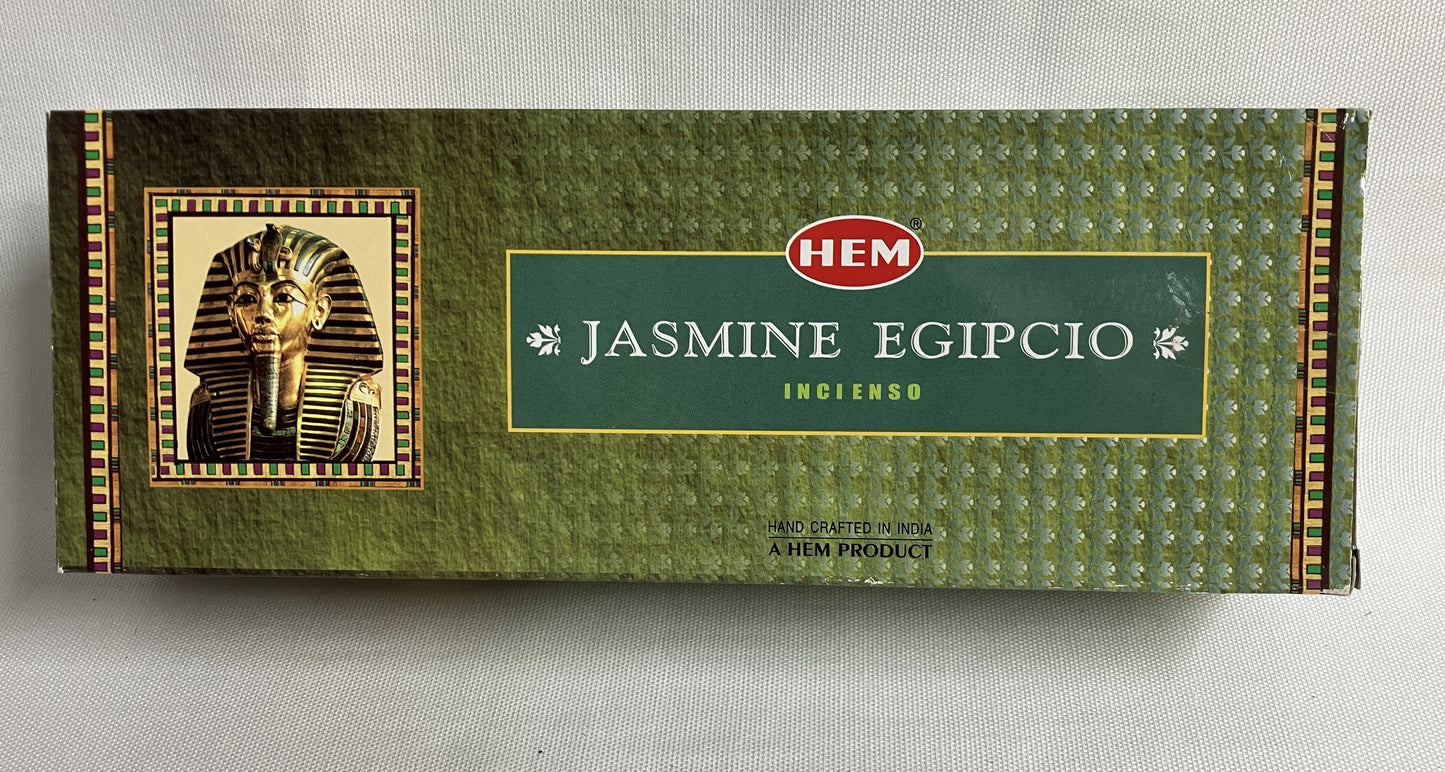 HEM®
JASMINE EGIPCIO
INCIENSO
HAND CRAFTED IN INDIA
A HEM PRODUCT